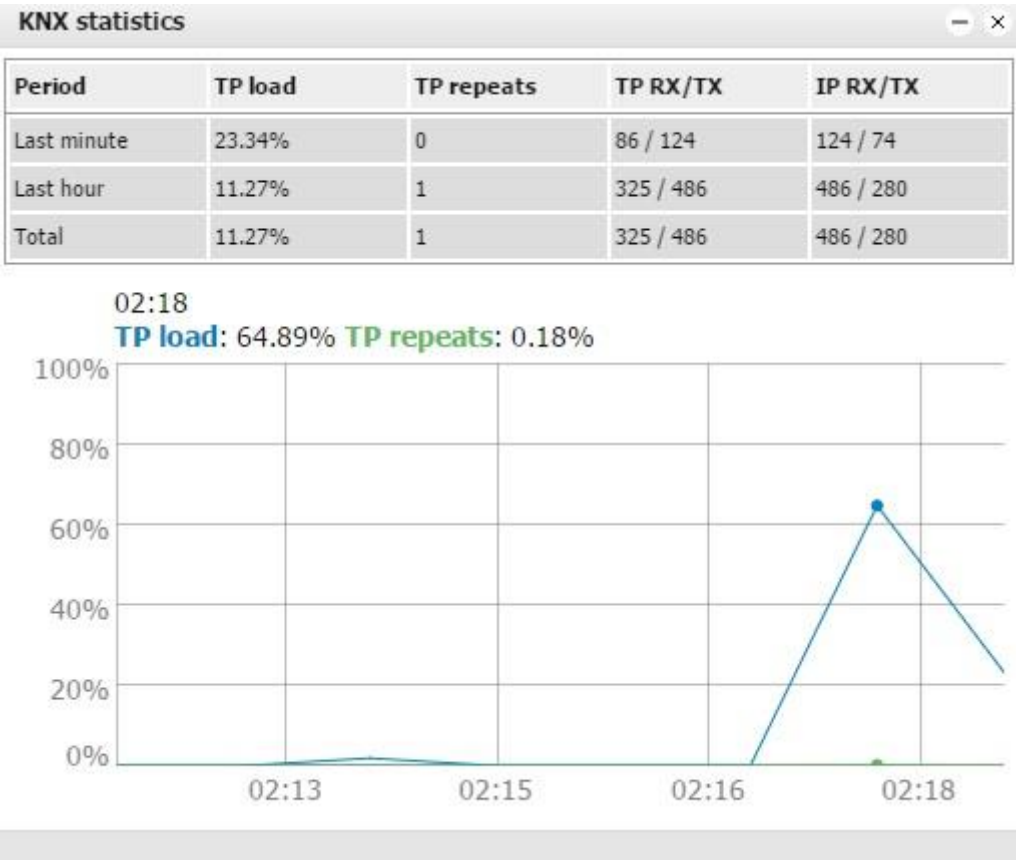 KNX statistics
Period TP load TP repeats TP RX/TX IP RX/TX
Last minute 23.34% 0 86 / 124 124 / 74
Last hour 11.27% 1 325 / 486 486 / 280
Total 11.27% 1 325 / 486 486 / 280
02:18
TP load: 64.89% TP repeats: 0.18%
100%
80%
60%
40%
20%
0%
02:13 02:15 02:16 02:18